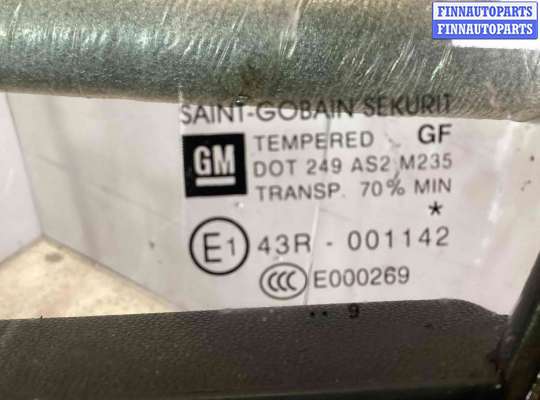 FINNAUTOPARTS
FINNAUTOPARTS
SAINT-GOBAIN SEKURIT
GM
TEMPERED GF
DOT 249 AS2 M235
TRANSP. 70% MIN
*
E1 43R - 001142
CCC E000269
.. 9